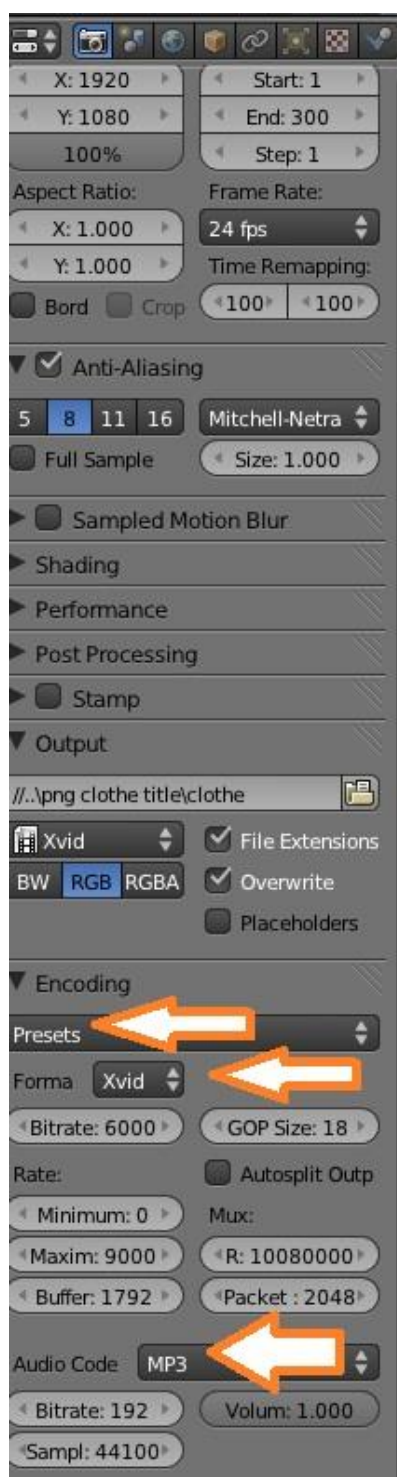 X: 1920 Start: 1
Y: 1080 End: 300
100% Step: 1
Aspect Ratio: Frame Rate:
X: 1.000 24 fps
Y: 1.000 Time Remapping:
Bord Crop 100 100
Anti-Aliasing
5 8 11 16 Mitchell-Netra
Full Sample Size: 1.000
Sampled Motion Blur
Shading
Performance
Post Processing
Stamp
Output
//..\png clothe title\clothe
Xvid File Extensions
BW RGB RGBA Overwrite
Placeholders
Encoding
Presets
Forma Xvid
Bitrate: 6000 GOP Size: 18
Rate: Autosplit Outp
Minimum: 0 Mux:
Maxim: 9000 R: 10080000
Buffer: 1792 Packet : 2048
Audio Code MP3
Bitrate: 192 Volum: 1.000
Sampl: 44100